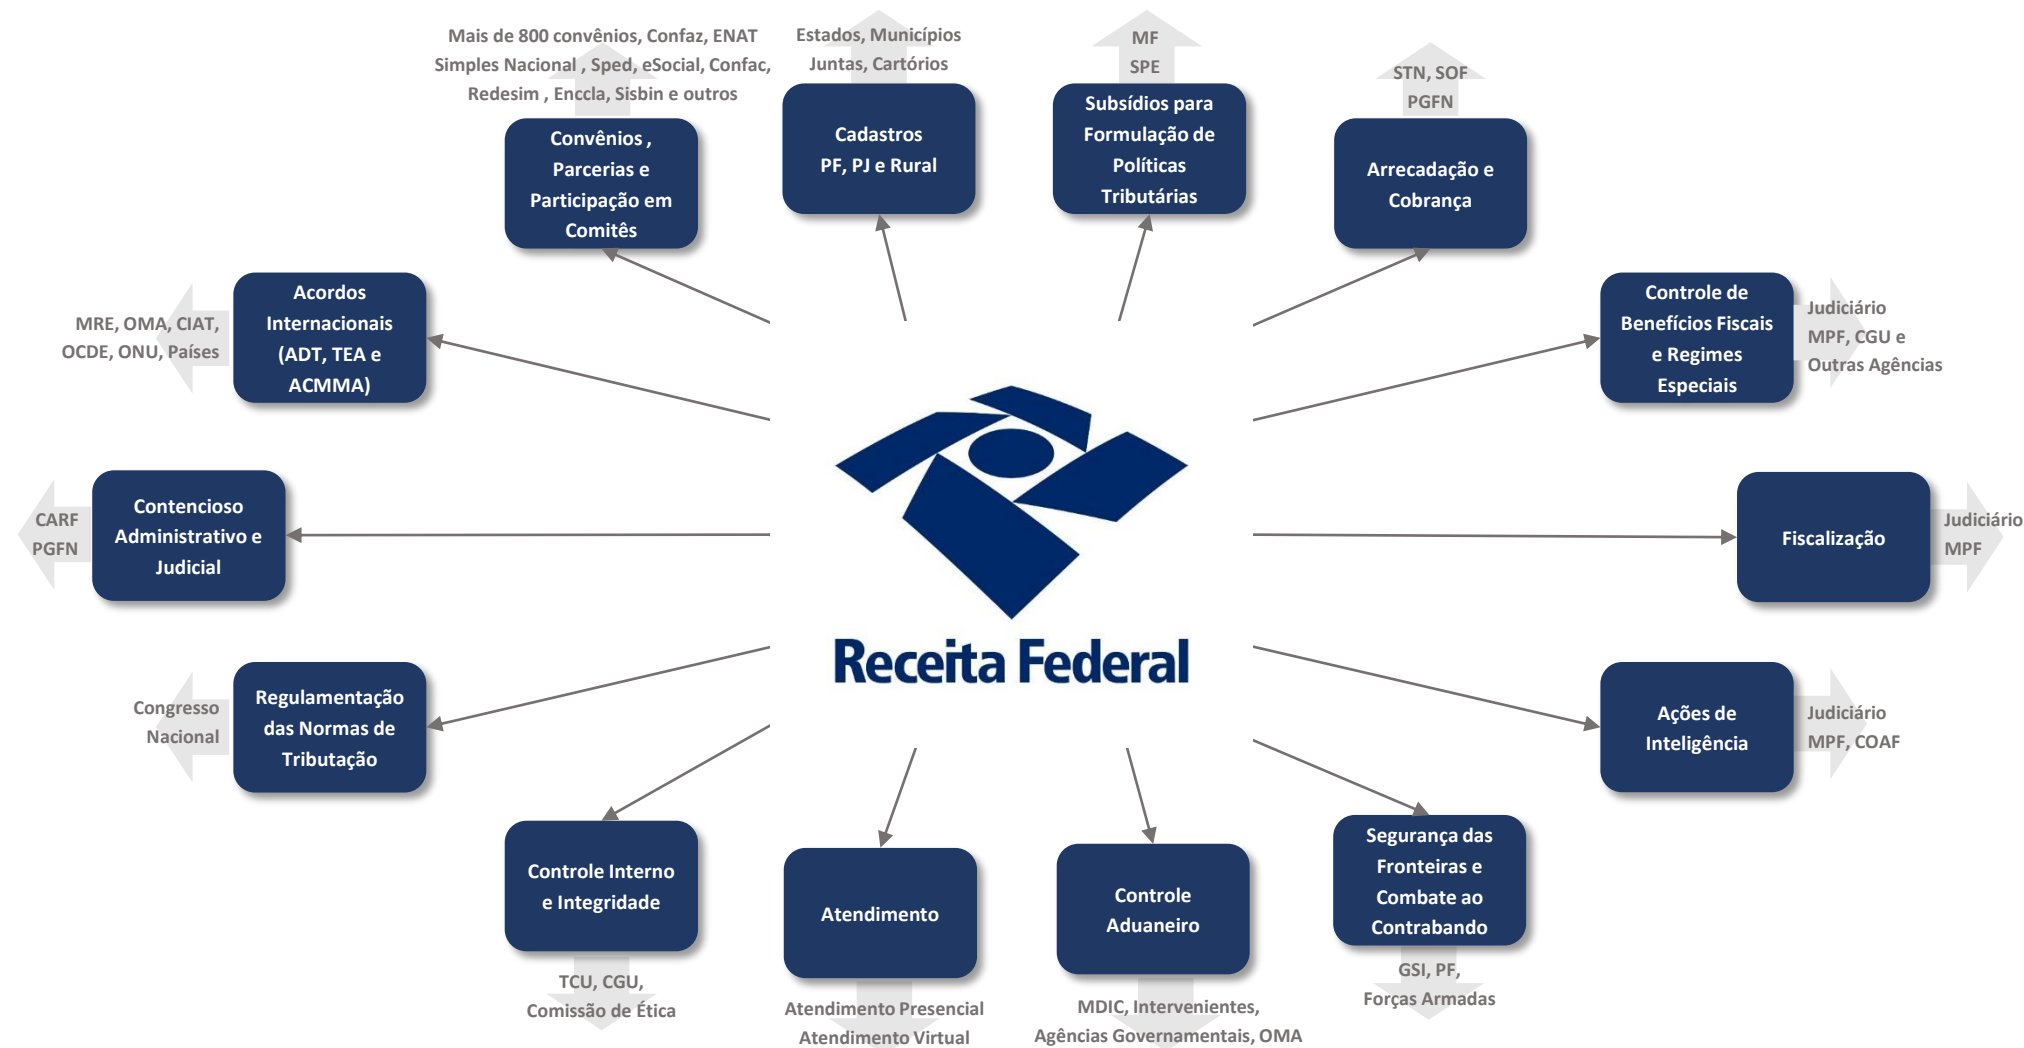 Mais de 800 convênios, Confaz, ENAT
Simples Nacional , Sped, eSocial, Confac,
Redesim , Enccla, Sisbin e outros
Convênios ,
Parcerias e
Participação em
Comitês
Estados, Municípios
Juntas, Cartórios
Cadastros
PF, PJ e Rural
MF
SPE
Subsídios para
Formulação de
Políticas
Tributárias
STN, SOF
PGFN
Arrecadação e
Cobrança
MRE, OMA, CIAT,
OCDE, ONU, Países
Acordos
Internacionais
(ADT, TEA e
ACMMA)
Controle de
Benefícios Fiscais
e Regimes
Especiais
Judiciário
MPF, CGU e
Outras Agências
CARF
PGFN
Contencioso
Administrativo e
Judicial
Receita Federal
Fiscalização
Judiciário
MPF
Congresso
Nacional
Regulamentação
das Normas de
Tributação
Ações de
Inteligência
Judiciário
MPF, COAF
Controle Interno
e Integridade
TCU, CGU,
Comissão de Ética
Atendimento
Atendimento Presencial
Atendimento Virtual
Controle
Aduaneiro
MDIC, Intervenientes,
Agências Governamentais, OMA
Segurança das
Fronteiras e
Combate ao
Contrabando
GSI, PF,
Forças Armadas